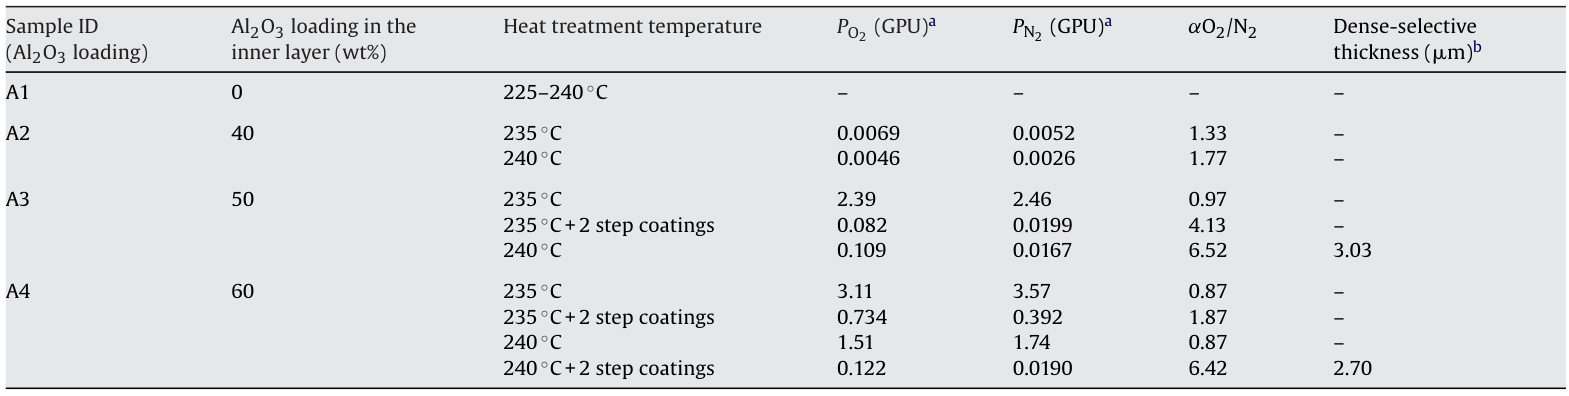 Sample ID (Al2O3 loading) Al2O3 loading in the inner layer (wt%) Heat treatment temperature PO2 (GPU)a PN2 (GPU)a αO2/N2 Dense-selective thickness (μm)b
A1 0 225–240 °C – – – –
A2 40 235 °C 0.0069 0.0052 1.33 –
240 °C 0.0046 0.0026 1.77 –
A3 50 235 °C 2.39 2.46 0.97 –
235 °C + 2 step coatings 0.082 0.0199 4.13 –
240 °C 0.109 0.0167 6.52 3.03
A4 60 235 °C 3.11 3.57 0.87 –
235 °C + 2 step coatings 0.734 0.392 1.87 –
240 °C 1.51 1.74 0.87 –
240 °C + 2 step coatings 0.122 0.0190 6.42 2.70